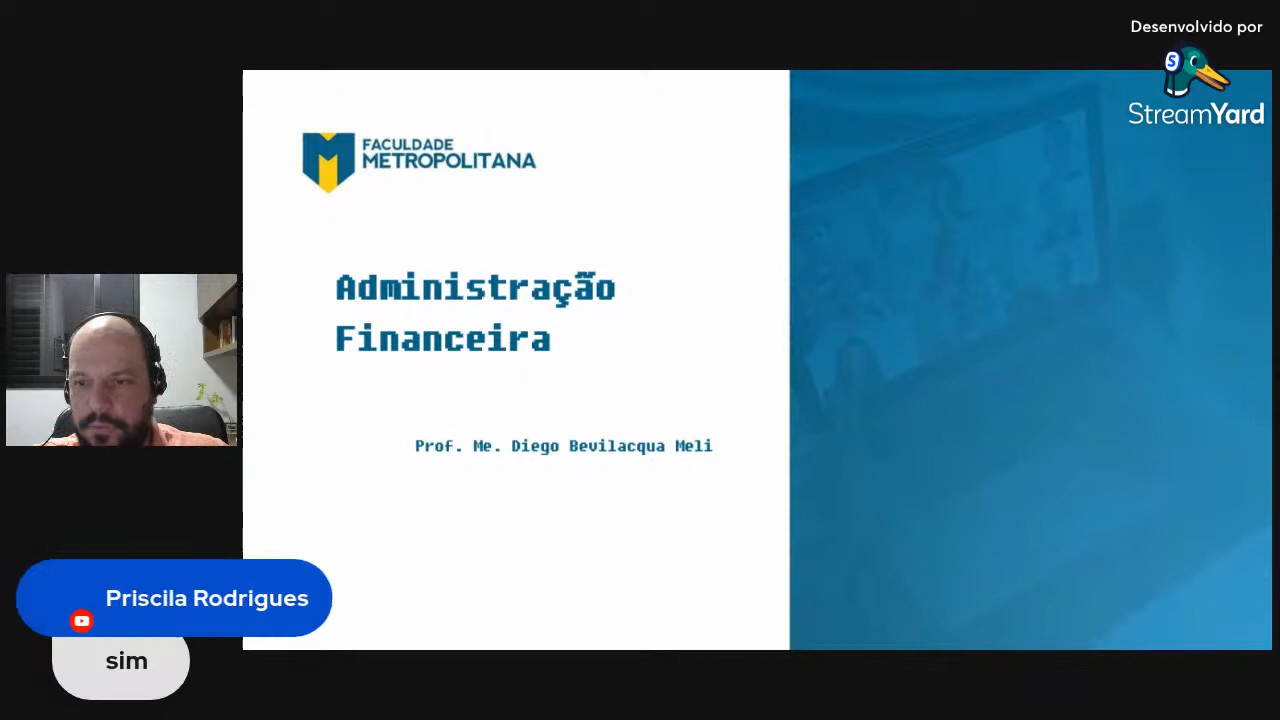 Desenvolvido por
StreamYard
FACULDADE
METROPOLITANA
Administração
Financeira
Prof. Me. Diego Bevilacqua Meli
Priscila Rodrigues
sim